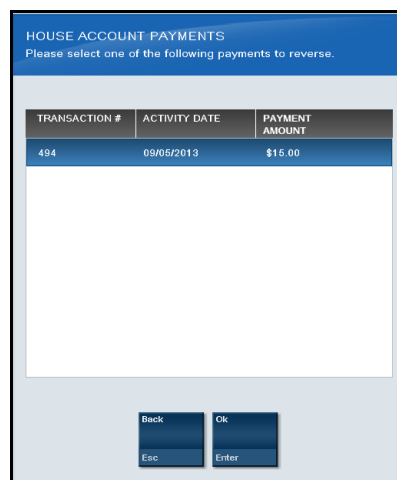 HOUSE ACCOUNT PAYMENTS
Please select one of the following payments to reverse.
TRANSACTION # ACTIVITY DATE PAYMENT AMOUNT
494 09/05/2013 $15.00
Back Ok
Esc Enter